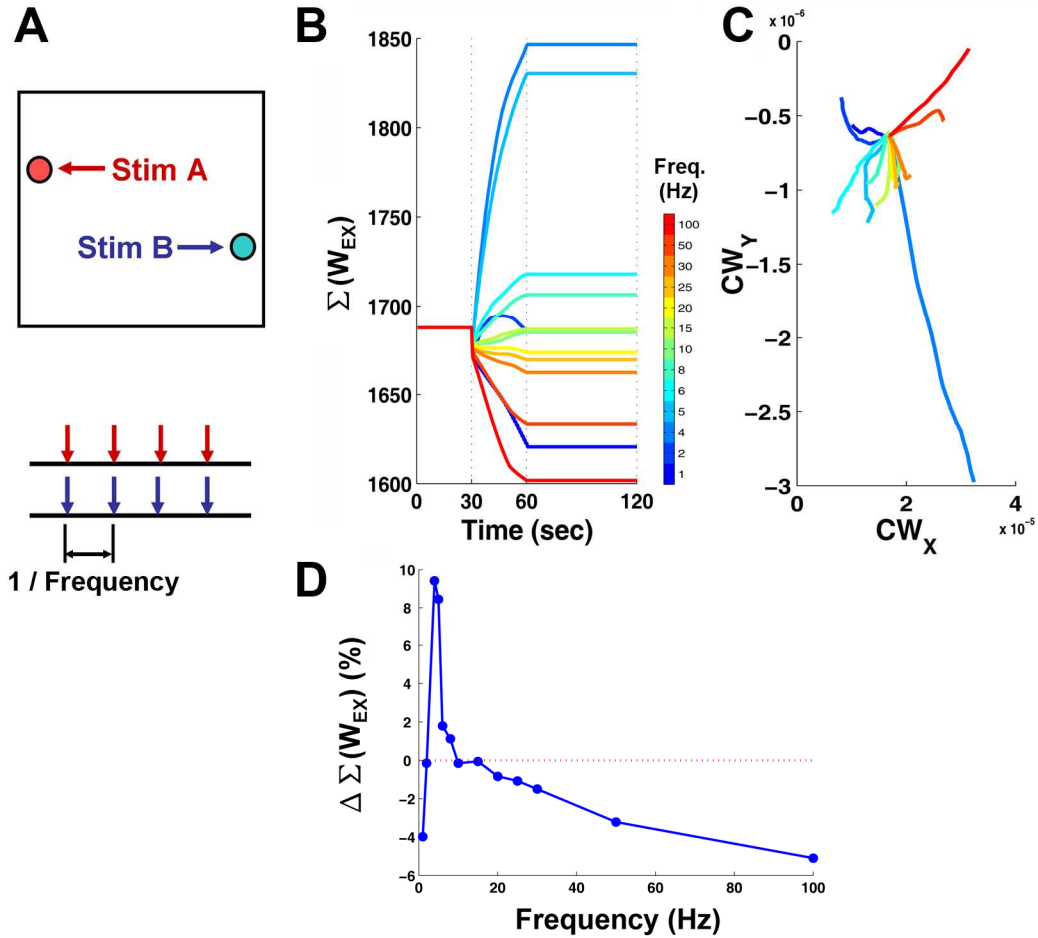 A
Stim A
Stim B
1 / Frequency
B
1850
1800
1750
1700
1650
1600
Σ (W_EX)
0
30
60
120
Time (sec)
Freq.
(Hz)
100
50
30
25
20
15
10
8
6
5
4
2
1
C
x 10⁻⁶
0
−0.5
−1
−1.5
−2
−2.5
−3
CW_Y
0
2
4
x 10⁻⁵
CW_X
D
10
8
6
4
2
0
−2
−4
−6
Δ Σ (W_EX) (%)
0
20
40
60
80
100
Frequency (Hz)